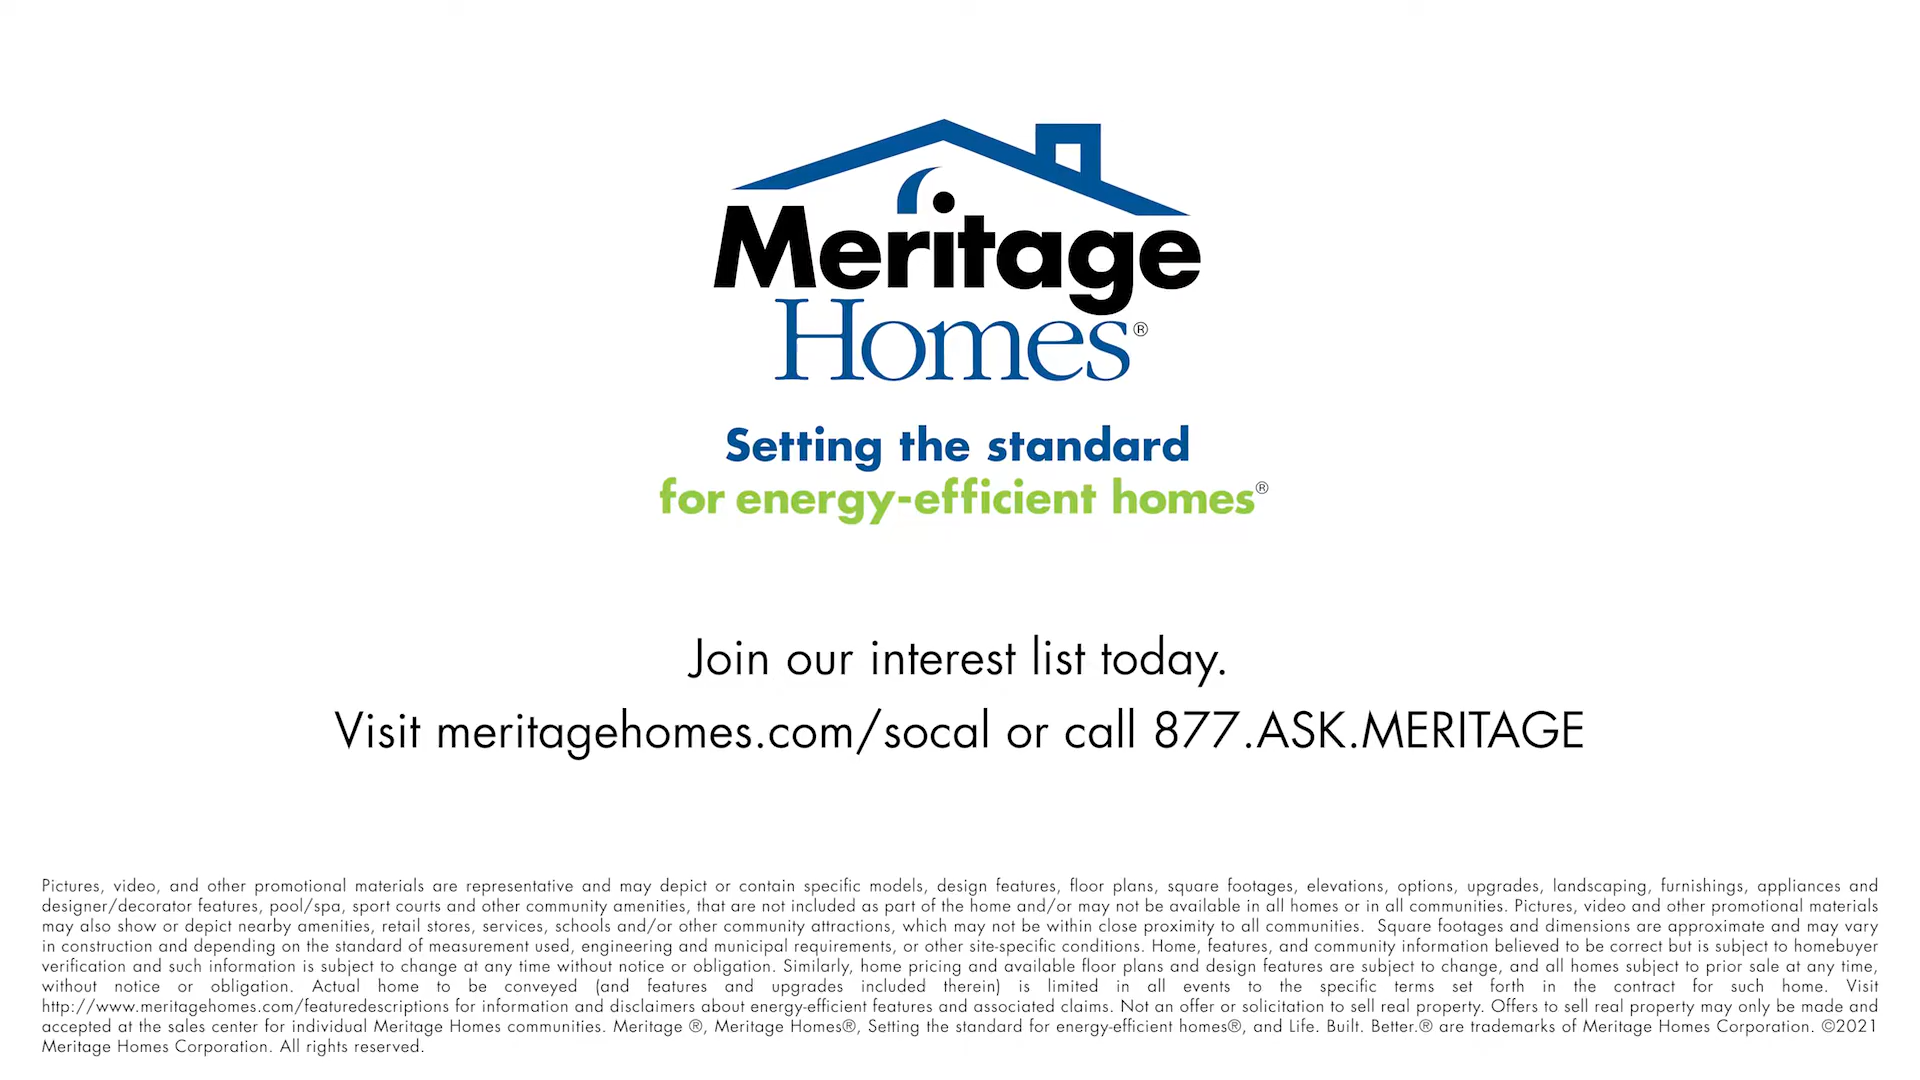 Meritage
Homes®
Setting the standard
for energy-efficient homes®
Join our interest list today.
Visit meritagehomes.com/socal or call 877.ASK.MERITAGE
Pictures, video, and other promotional materials are representative and may depict or contain specific models, design features, floor plans, square footages, elevations, options, upgrades, landscaping, furnishings, appliances and
designer/decorator features, pool/spa, sport courts and other community amenities, that are not included as part of the home and/or may not be available in all homes or in all communities. Pictures, video and other promotional materials
may also show or depict nearby amenities, retail stores, services, schools and/or other community attractions, which may not be within close proximity to all communities. Square footages and dimensions are approximate and may vary
in construction and depending on the standard of measurement used, engineering and municipal requirements, or other site-specific conditions. Home, features, and community information believed to be correct but is subject to homebuyer
verification and such information is subject to change at any time without notice or obligation. Similarly, home pricing and available floor plans and design features are subject to change, and all homes subject to prior sale at any time,
without notice or obligation. Actual home to be conveyed (and features and upgrades included therein) is limited in all events to the specific terms set forth in the contract for such home. Visit
http://www.meritagehomes.com/featuredescriptions for information and disclaimers about energy-efficient features and associated claims. Not an offer or solicitation to sell real property. Offers to sell real property may only be made and
accepted at the sales center for individual Meritage Homes communities. Meritage ®, Meritage Homes®, Setting the standard for energy-efficient homes®, and Life. Built. Better.® are trademarks of Meritage Homes Corporation. ©2021
Meritage Homes Corporation. All rights reserved.